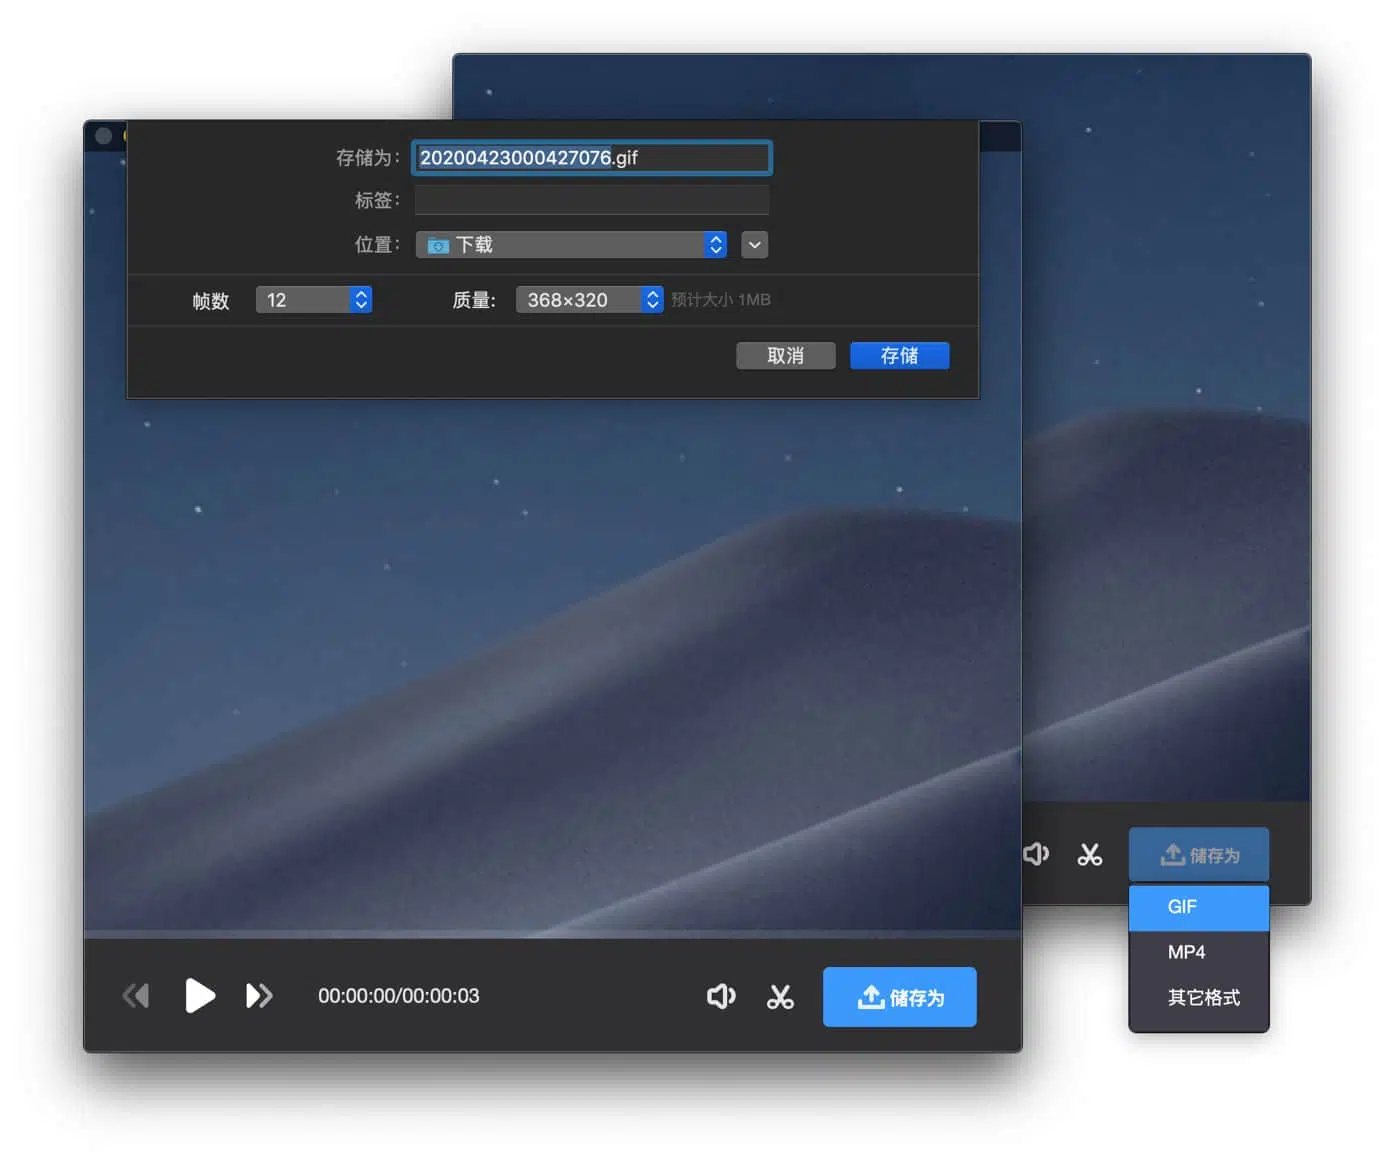 存储为: 20200423000427076.gif
标签:
位置: 下载
帧数 12 质量: 368×320 预计大小 1MB
取消 存储
00:00:00/00:00:03 储存为
储存为
GIF
MP4
其它格式